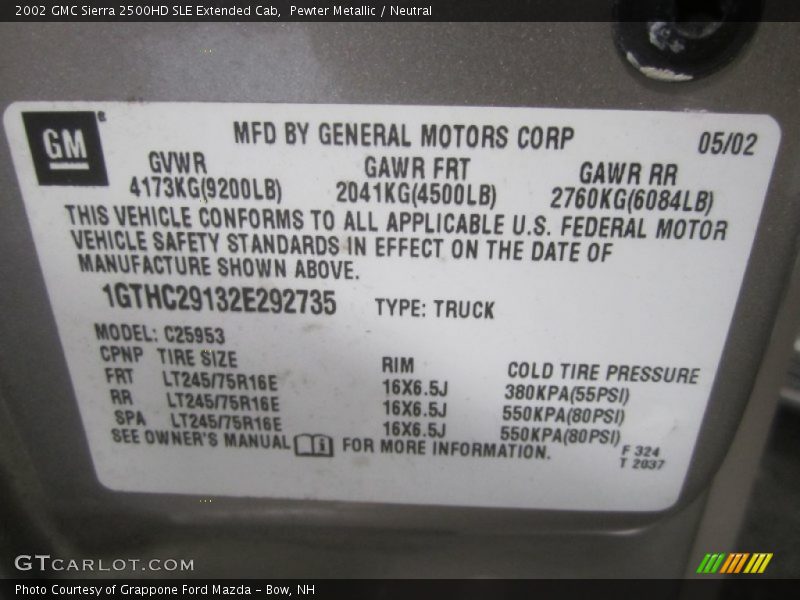 2002 GMC Sierra 2500HD SLE Extended Cab, Pewter Metallic / Neutral
GM
MFD BY GENERAL MOTORS CORP 05/02
GVWR GAWR FRT GAWR RR
4173KG(9200LB) 2041KG(4500LB) 2760KG(6084LB)
THIS VEHICLE CONFORMS TO ALL APPLICABLE U.S. FEDERAL MOTOR
VEHICLE SAFETY STANDARDS IN EFFECT ON THE DATE OF
MANUFACTURE SHOWN ABOVE.
1GTHC29132E292735 TYPE: TRUCK
MODEL: C25953
CPNP TIRE SIZE RIM COLD TIRE PRESSURE
FRT LT245/75R16E 16X6.5J 380KPA(55PSI)
RR LT245/75R16E 16X6.5J 550KPA(80PSI)
SPA LT245/75R16E 16X6.5J 550KPA(80PSI)
SEE OWNER'S MANUAL FOR MORE INFORMATION.
F 324
T 2037
GTCARLOT.COM
Photo Courtesy of Grappone Ford Mazda - Bow, NH